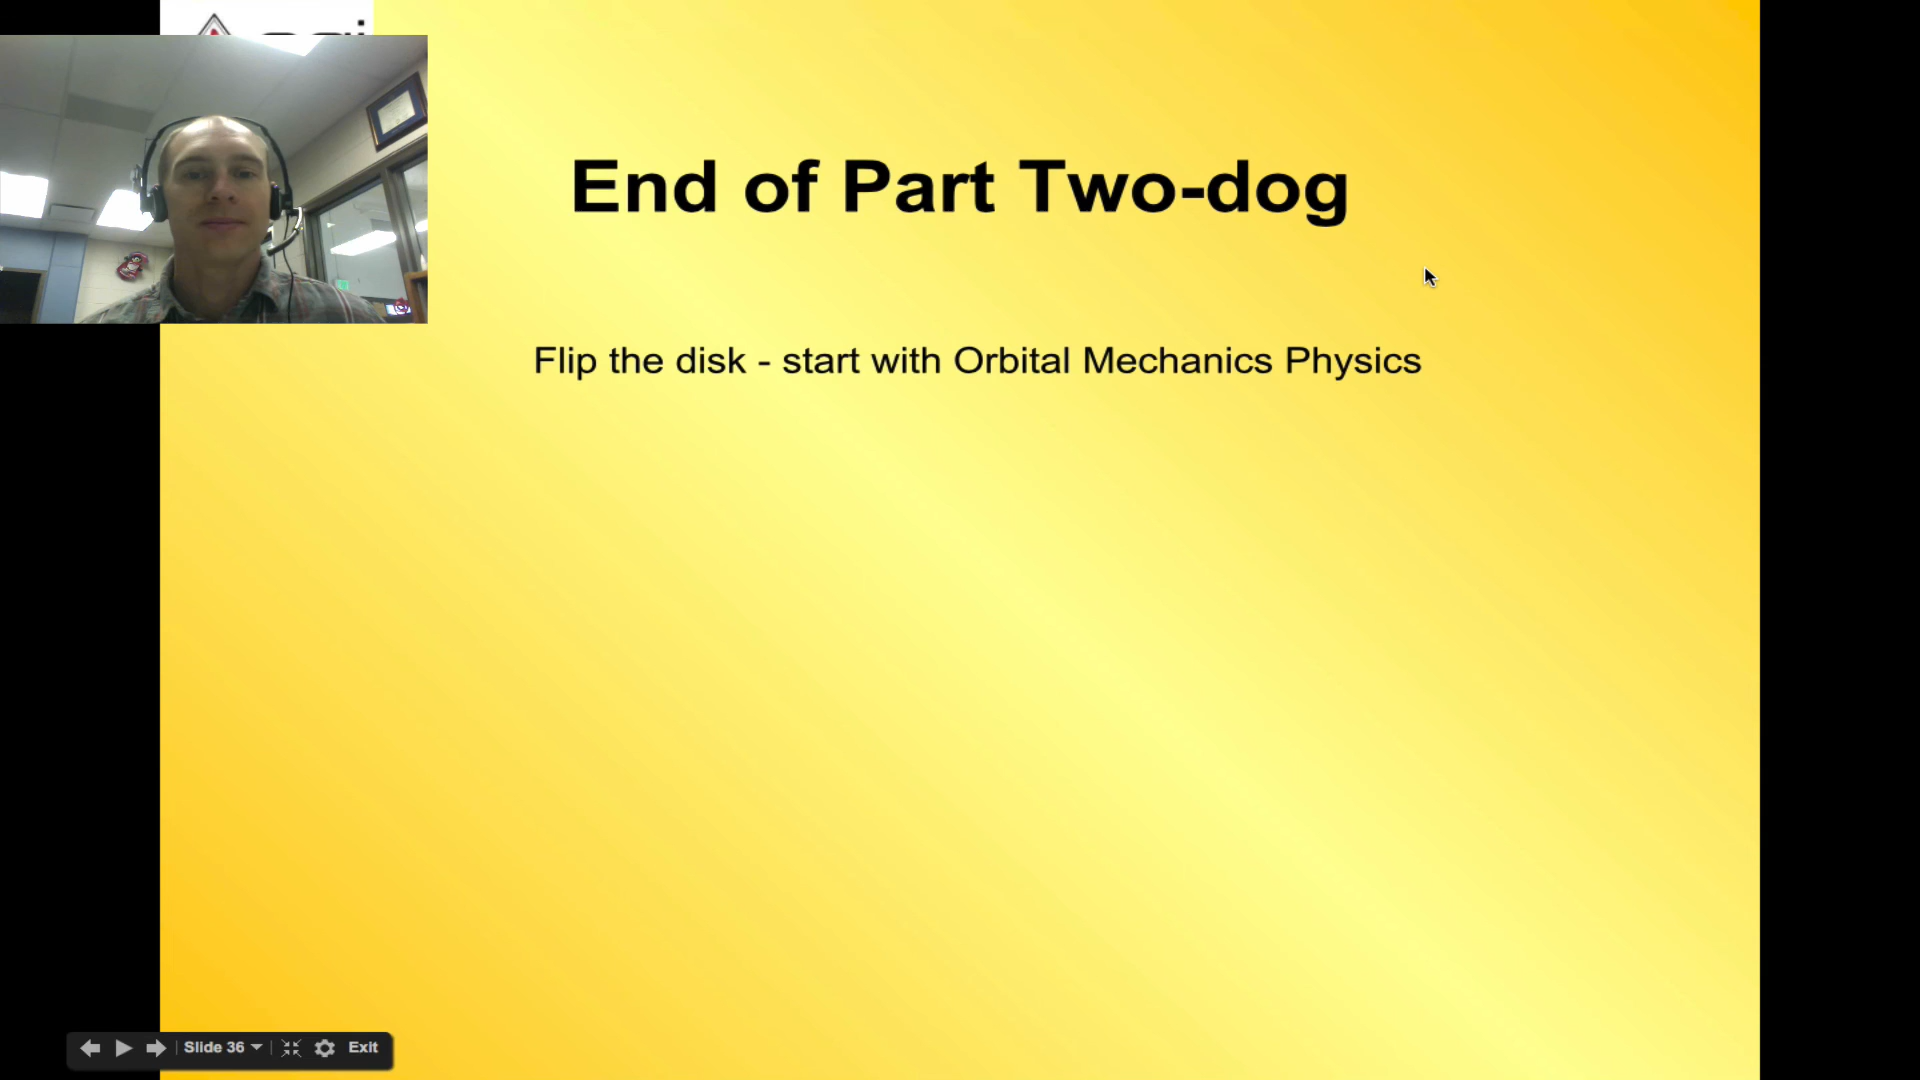 End of Part Two-dog
Flip the disk - start with Orbital Mechanics Physics
Slide 36
Exit